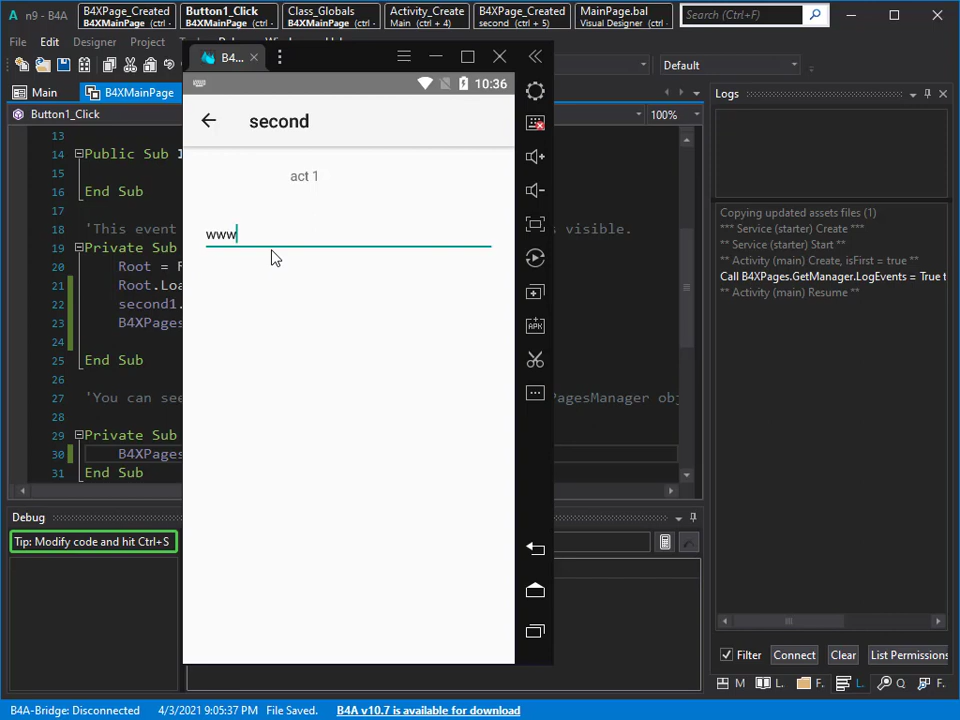 n9 - B4A
B4XPage_Created
B4XMainPage
Button1_Click
B4XMainPage
Class_Globals
B4XMainPage
Activity_Create
Main (ctrl + 4)
B4XPage_Created
second (ctrl + 5)
MainPage.bal
Visual Designer
Search (Ctrl+E)
File
Edit
Designer
Project
Default
Main
B4XMainPage
Logs
Button1_Click
100%
B4...
10:36
second
act 1
www
13
14 Public Sub
15
16 End Sub
17
18 'This event s visible.
19 Private Sub
20 Root = R
21 Root.Loa
22 second1.
23 B4XPages
24
25 End Sub
26
27 'You can see PagesManager obj
28
29 Private Sub
30 B4XPages
31 End Sub
Copying updated assets files (1)
*** Service (starter) Create ***
** Service (starter) Start **
** Activity (main) Create, isFirst = true **
Call B4XPages.GetManager.LogEvents = True t
** Activity (main) Resume **
APK
Debug
Tip: Modify code and hit Ctrl+S
Filter
Connect
Clear
List Permissions
M
L.
F.
L.
Q
F.
B4A-Bridge: Disconnected
4/3/2021 9:05:37 PM
File Saved.
B4A v10.7 is available for download